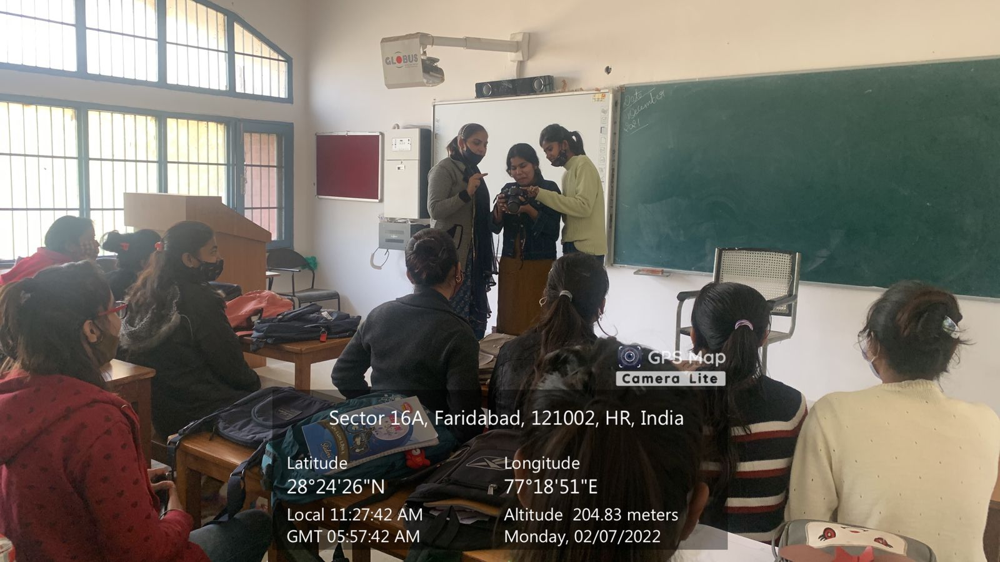 GLOBUS
Date
December
2021
GPS Map
Camera Lite
Sector 16A, Faridabad, 121002, HR, India
Riders
Latitude
28°24'26"N
Longitude
77°18'51"E
Local 11:27:42 AM
GMT 05:57:42 AM
Altitude 204.83 meters
Monday, 02/07/2022